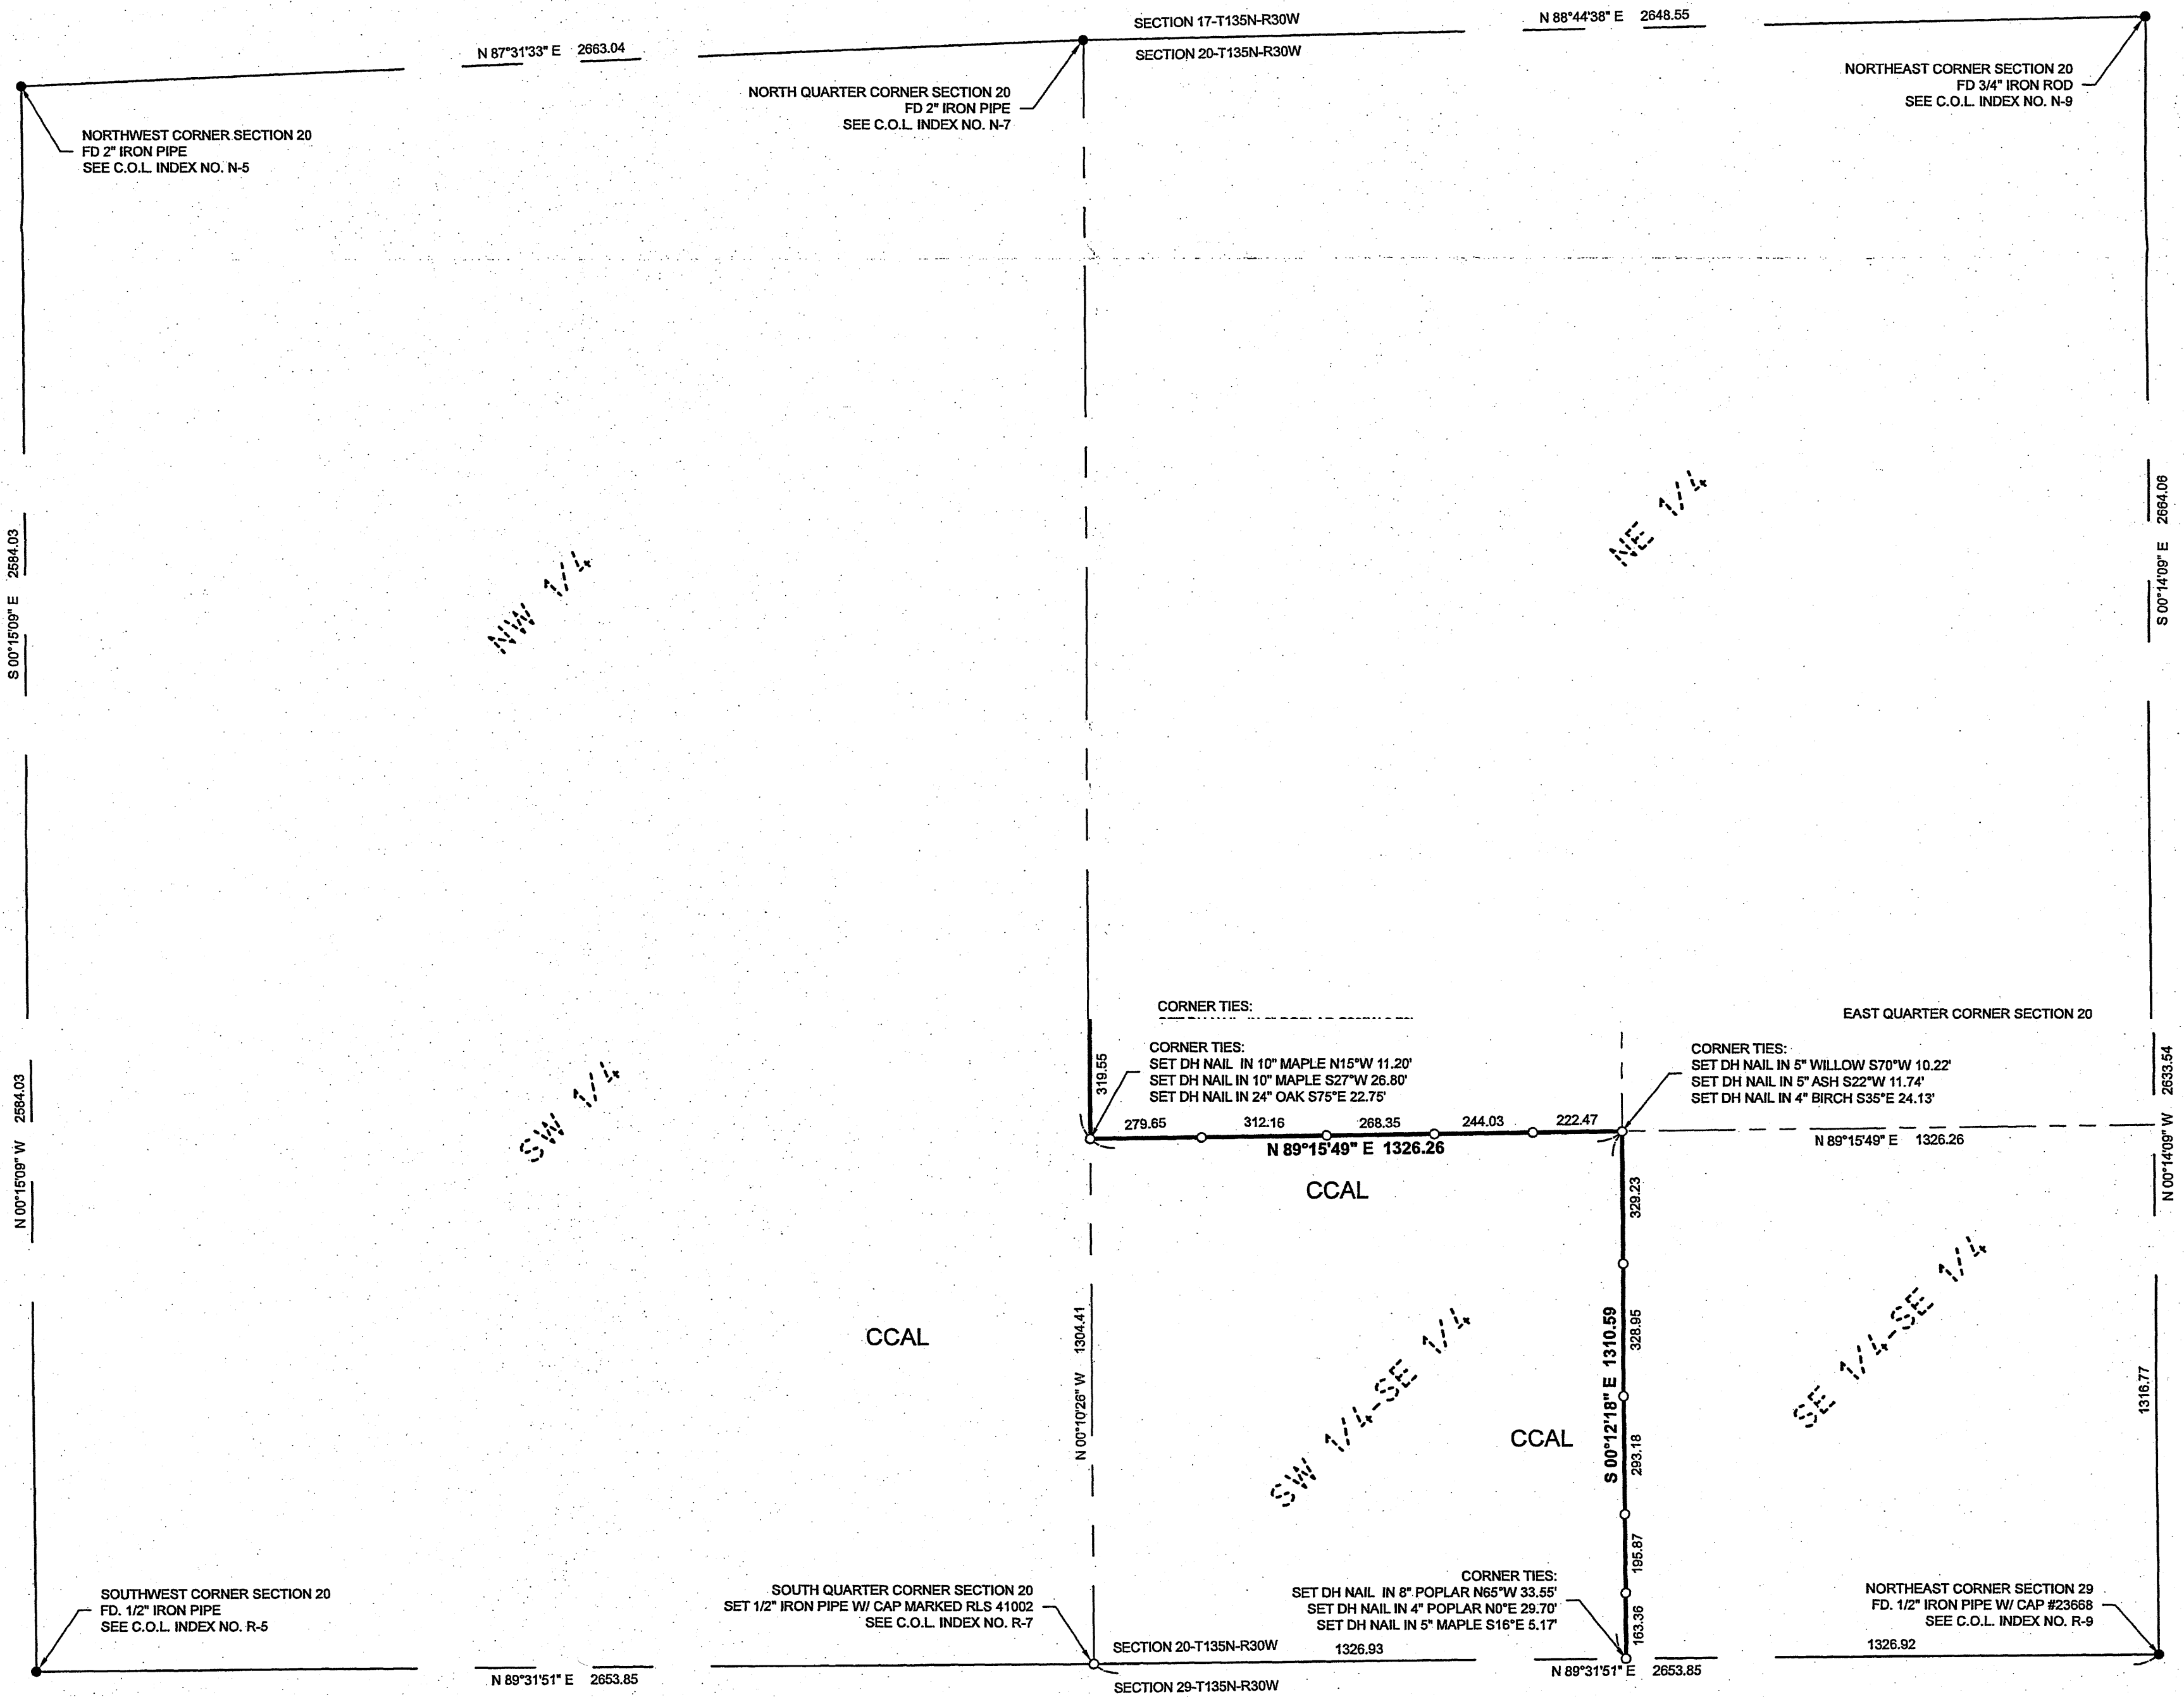 SECTION 17-T135N-R30W
N 88°44'38" E 2648.55
N 87°31'33" E 2663.04
SECTION 20-T135N-R30W
NORTHEAST CORNER SECTION 20
FD 3/4" IRON ROD
SEE C.O.L. INDEX NO. N-9
NORTH QUARTER CORNER SECTION 20
FD 2" IRON PIPE
SEE C.O.L. INDEX NO. N-7
NORTHWEST CORNER SECTION 20
FD 2" IRON PIPE
SEE C.O.L. INDEX NO. N-5
S 00°15'09" E 2584.03
NW 1/4
NE 1/4
S 00°14'09" E 2664.06
CORNER TIES:
EAST QUARTER CORNER SECTION 20
N 00°15'09" W 2584.03
SW 1/4
319.55
CORNER TIES:
SET DH NAIL IN 10" MAPLE N15°W 11.20'
SET DH NAIL IN 10" MAPLE S27°W 26.80'
SET DH NAIL IN 24" OAK S75°E 22.75'
CORNER TIES:
SET DH NAIL IN 5" WILLOW S70°W 10.22'
SET DH NAIL IN 5" ASH S22°W 11.74'
SET DH NAIL IN 4" BIRCH S35°E 24.13'
N 00°14'09" W 2633.54
279.65
312.16
268.35
244.03
222.47
N 89°15'49" E 1326.26
N 89°15'49" E 1326.26
CCAL
329.23
CCAL
N 00°10'26" W 1304.41
SW 1/4-SE 1/4
CCAL
S 00°12'18" E 1310.59
328.95
293.18
SE 1/4-SE 1/4
1316.77
195.87
163.36
SOUTHWEST CORNER SECTION 20
FD. 1/2" IRON PIPE
SEE C.O.L. INDEX NO. R-5
SOUTH QUARTER CORNER SECTION 20
SET 1/2" IRON PIPE W/ CAP MARKED RLS 41002
SEE C.O.L. INDEX NO. R-7
CORNER TIES:
SET DH NAIL IN 8" POPLAR N65°W 33.55'
SET DH NAIL IN 4" POPLAR N0°E 29.70'
SET DH NAIL IN 5" MAPLE S16°E 5.17'
NORTHEAST CORNER SECTION 29
FD. 1/2" IRON PIPE W/ CAP #23668
SEE C.O.L. INDEX NO. R-9
SECTION 20-T135N-R30W
1326.93
1326.92
N 89°31'51" E 2653.85
SECTION 29-T135N-R30W
N 89°31'51" E 2653.85